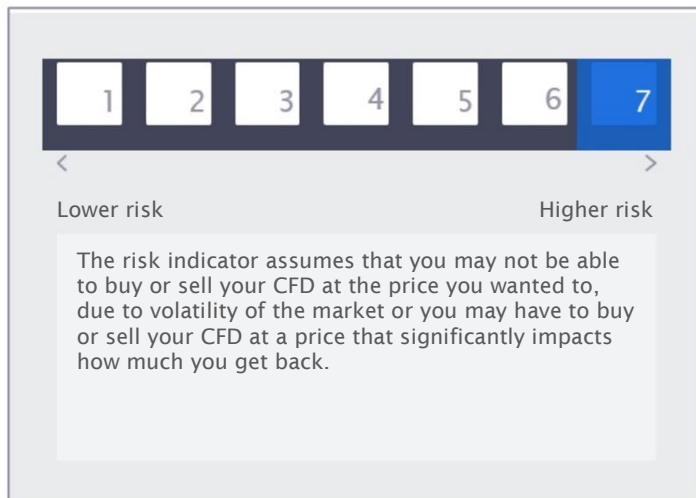 1 2 3 4 5 6 7
< >
Lower risk Higher risk
The risk indicator assumes that you may not be able
to buy or sell your CFD at the price you wanted to,
due to volatility of the market or you may have to buy
or sell your CFD at a price that significantly impacts
how much you get back.